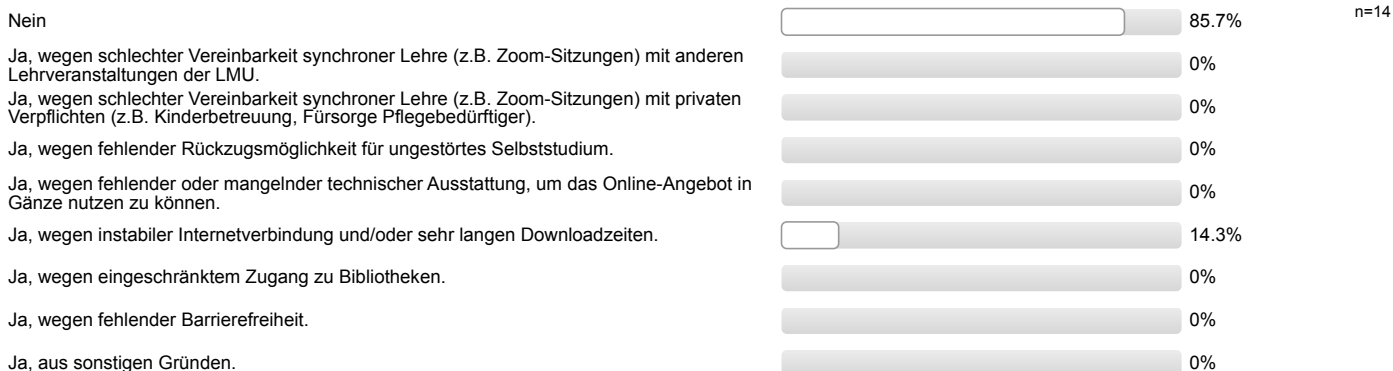 Nein 85.7% n=14
Ja, wegen schlechter Vereinbarkeit synchroner Lehre (z.B. Zoom-Sitzungen) mit anderen
Lehrveranstaltungen der LMU. 0%
Ja, wegen schlechter Vereinbarkeit synchroner Lehre (z.B. Zoom-Sitzungen) mit privaten
Verpflichten (z.B. Kinderbetreuung, Fürsorge Pflegebedürftiger). 0%
Ja, wegen fehlender Rückzugsmöglichkeit für ungestörtes Selbststudium. 0%
Ja, wegen fehlender oder mangelnder technischer Ausstattung, um das Online-Angebot in
Gänze nutzen zu können. 0%
Ja, wegen instabiler Internetverbindung und/oder sehr langen Downloadzeiten. 14.3%
Ja, wegen eingeschränktem Zugang zu Bibliotheken. 0%
Ja, wegen fehlender Barrierefreiheit. 0%
Ja, aus sonstigen Gründen. 0%